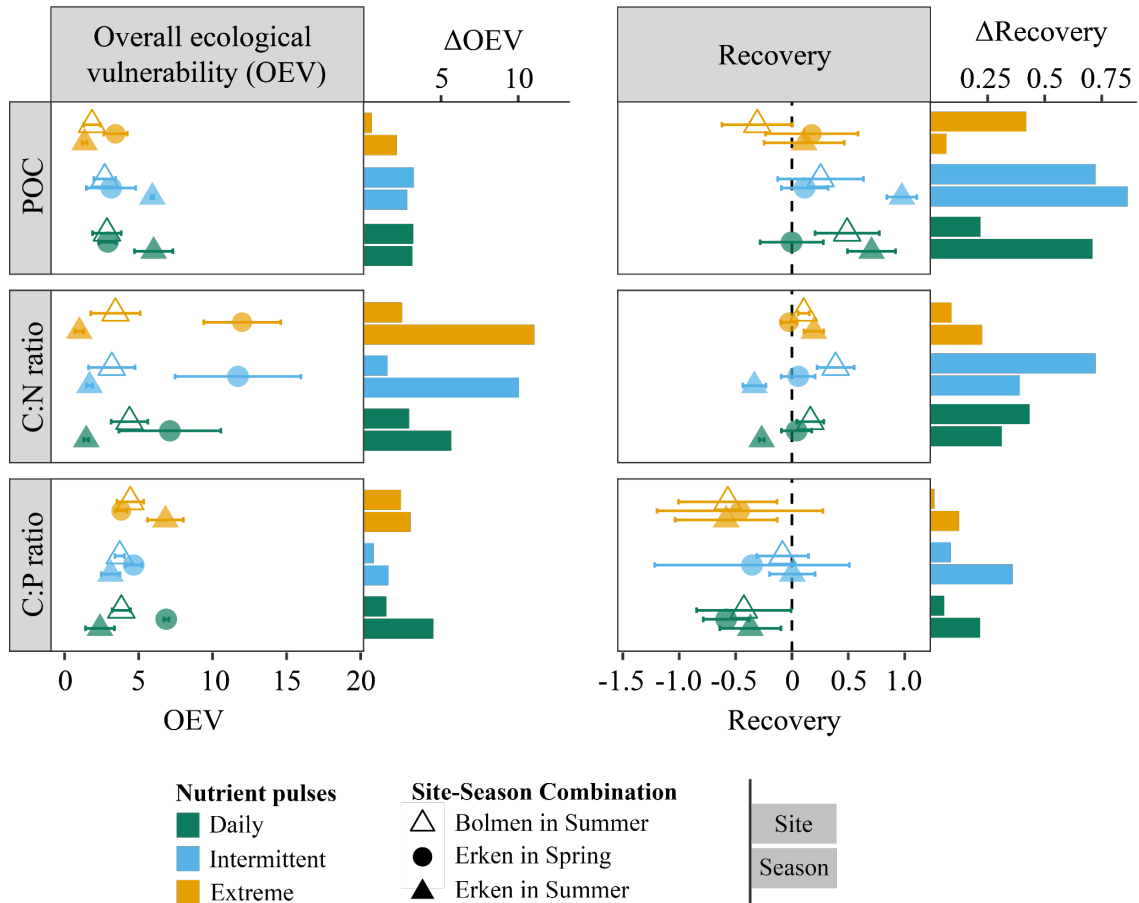 Overall ecological
vulnerability (OEV)
ΔOEV
5 10
Recovery
ΔRecovery
0.25 0.75
POC
C:N ratio
C:P ratio
0 5 10 15 20
OEV
-1.5 -1.0 -0.5 0 0.5 1.0
Recovery
Nutrient pulses
Daily
Intermittent
Extreme
Site-Season Combination
Bolmen in Summer
Erken in Spring
Erken in Summer
Site
Season